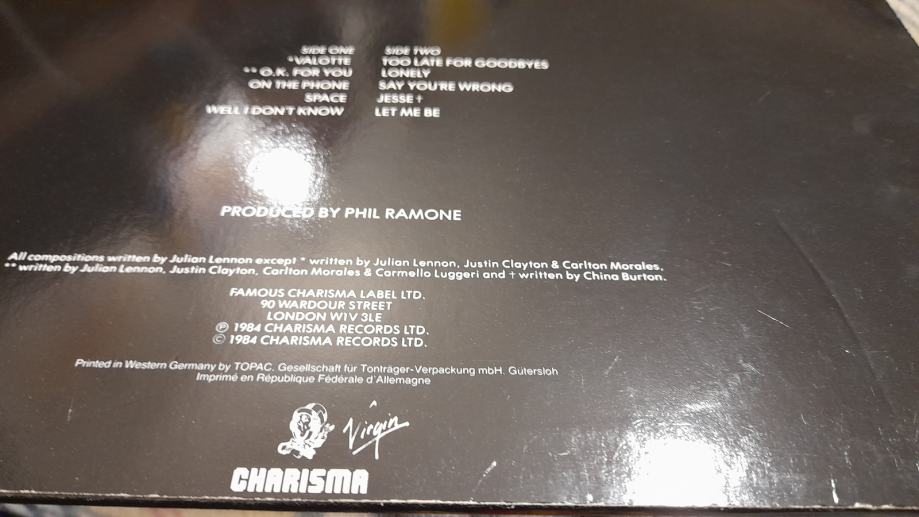 SIDE ONE
*VALOTTE
** O.K. FOR YOU
ON THE PHONE
SPACE
WELL I DON'T KNOW
SIDE TWO
TOO LATE FOR GOODBYES
LONELY
SAY YOU'RE WRONG
JESSE †
LET ME BE
PRODUCED BY PHIL RAMONE
All compositions written by Julian Lennon except * written by Julian Lennon, Justin Clayton & Carlton Morales,
** written by Julian Lennon, Justin Clayton, Carlton Morales & Carmello Luggeri and † written by China Burton.
FAMOUS CHARISMA LABEL LTD.
90 WARDOUR STREET
LONDON W1V 3LE
℗ 1984 CHARISMA RECORDS LTD.
© 1984 CHARISMA RECORDS LTD.
Printed in Western Germany by TOPAC. Gesellschaft für Tonträger-Verpackung mbH. Gütersloh
Imprimé en République Fédérale d'Allemagne
Virgin
CHARISMA